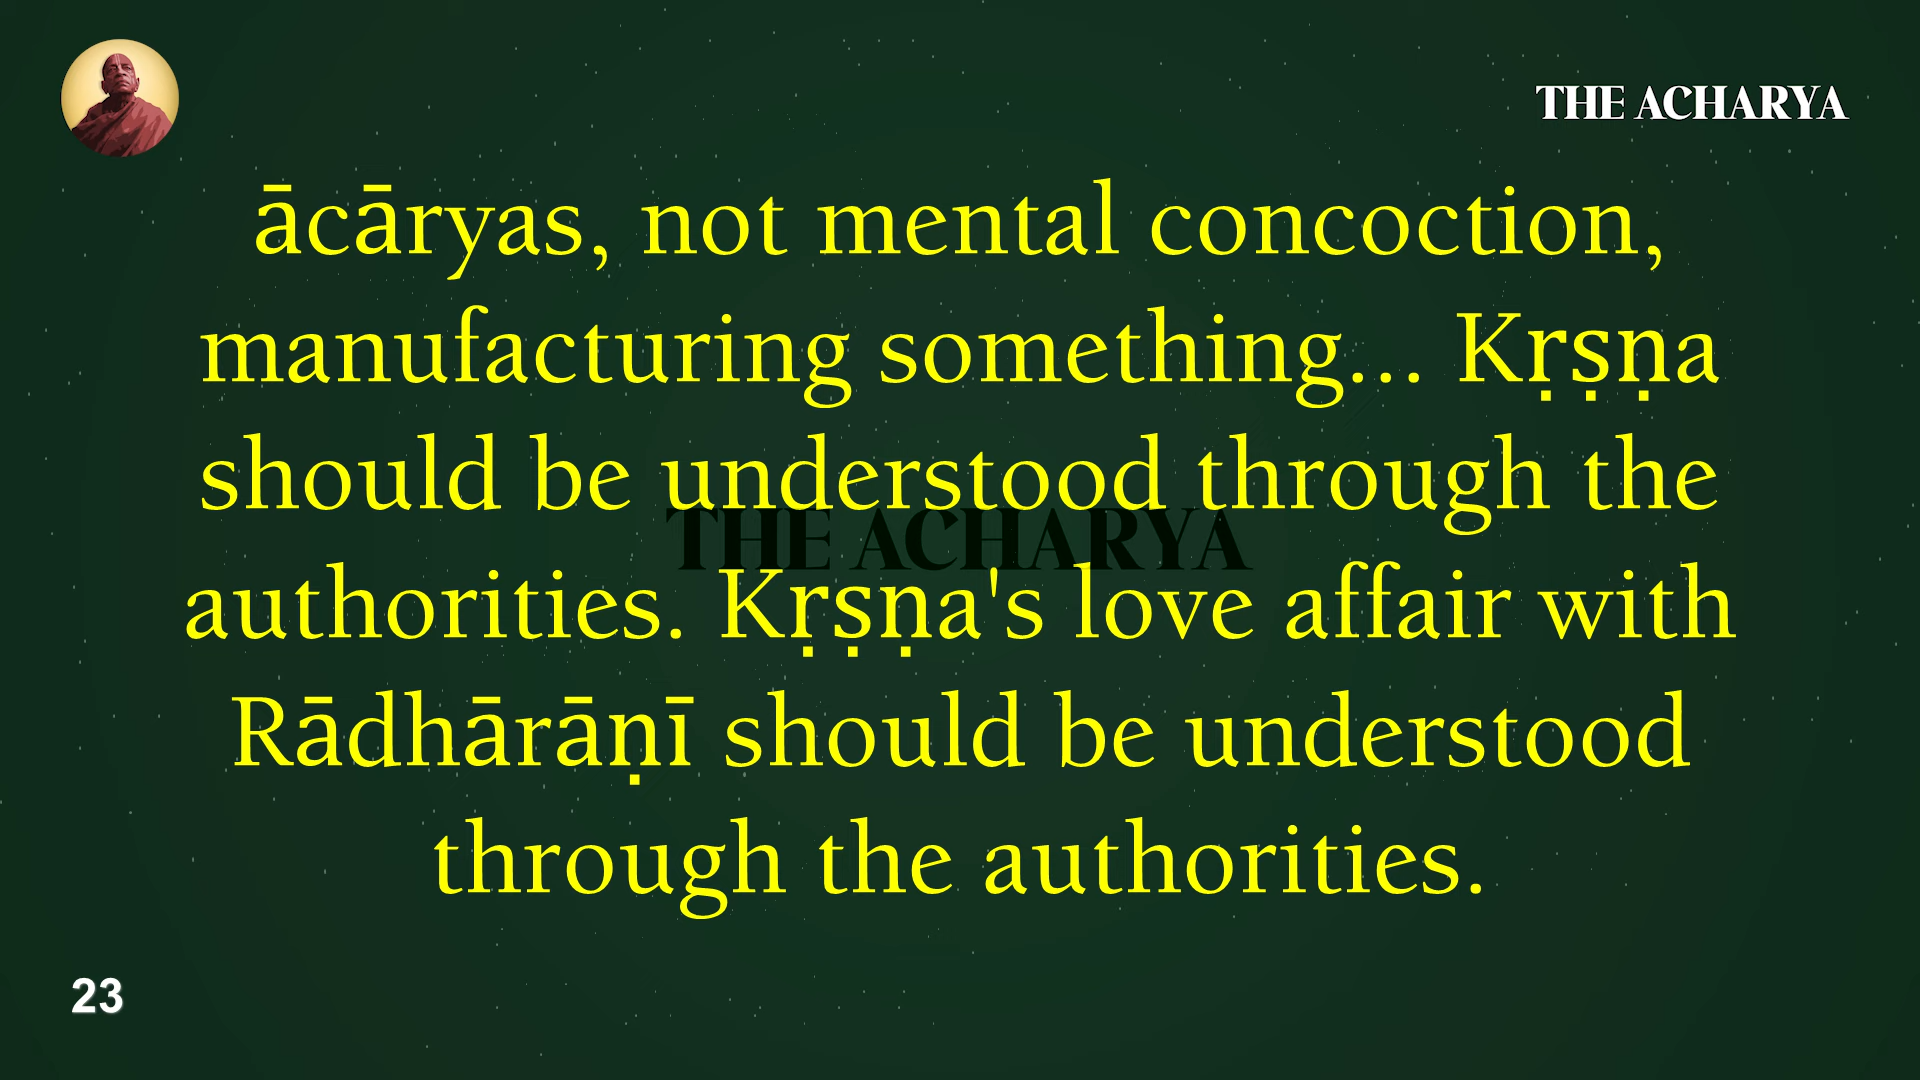 THE ACHARYA
ācāryas, not mental concoction,
manufacturing something... Kṛṣṇa
should be understood through the
THE ACHARYA
authorities. Kṛṣṇa's love affair with
Rādhārāṇī should be understood
through the authorities.
23